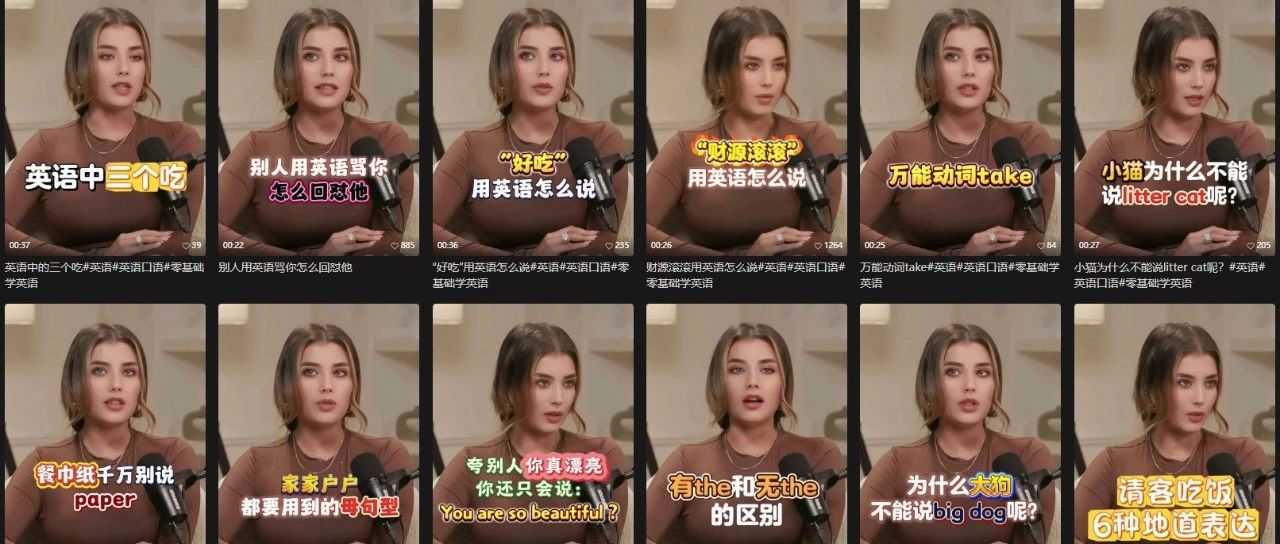 英语中三个吃
00:37
39
英语中的三个吃#英语#英语口语#零基础
学英语
别人用英语骂你
怎么回怼他
00:22
885
别人用英语骂你怎么回怼他
“好吃”
用英语怎么说
00:36
235
“好吃”用英语怎么说#英语#英语口语#零
基础学英语
“财源滚滚”
用英语怎么说
00:26
1264
财源滚滚用英语怎么说#英语#英语口语#
零基础学英语
万能动词take
00:25
84
万能动词take#英语#英语口语#零基础学
英语
小猫为什么不能
说litter cat呢?
00:27
205
小猫为什么不能说litter cat呢？#英语#
英语口语#零基础学英语
餐巾纸千万别说
paper
家家户户
都要用到的母句型
夸别人你真漂亮
你还只会说:
You are so beautiful ?
有the和无the
的区别
为什么大狗
不能说big dog呢?
请客吃饭
6种地道表达